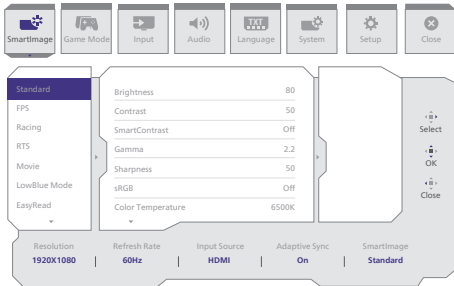 TXT
SmartImage Game Mode Input Audio Language System Setup Close
Standard
FPS
Racing
RTS
Movie
LowBlue Mode
EasyRead
Brightness 80
Contrast 50
SmartContrast Off
Gamma 2.2
Sharpness 50
sRGB Off
Color Temperature 6500K
Select
OK
Close
Resolution Refresh Rate Input Source Adaptive Sync SmartImage
1920X1080 | 60Hz | HDMI | On | Standard